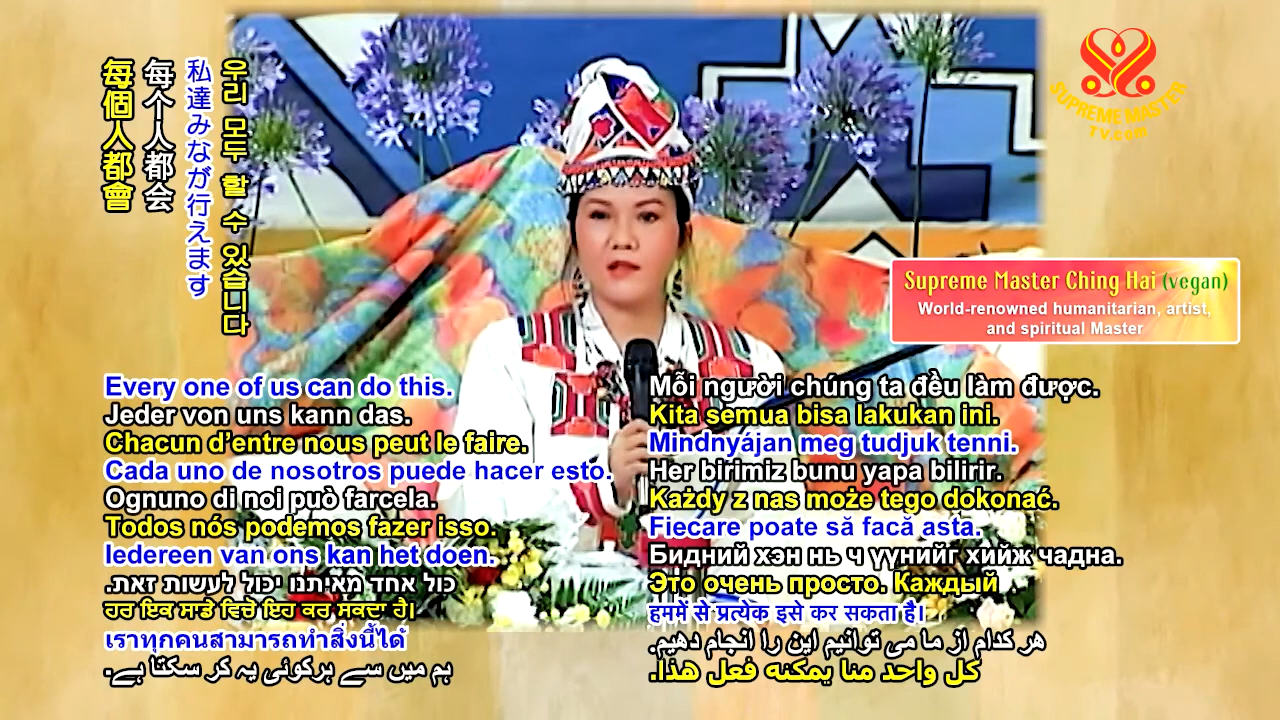 우리 모두 할 수 있습니다
私達みなが行えます
每个人都会
每個人都會
SUPREME MASTER
TV.com
Supreme Master Ching Hai (vegan)
World-renowned humanitarian, artist,
and spiritual Master
Every one of us can do this.
Jeder von uns kann das.
Chacun d’entre nous peut le faire.
Cada uno de nosotros puede hacer esto.
Ognuno di noi può farcela.
Todos nós podemos fazer isso.
Iedereen van ons kan het doen.
כול אחד מאיתנו יכול לעשות זאת.
ਹਰ ਇਕ ਸਾਡੇ ਵਿਚੋਂ ਇਹ ਕਰ ਸਕਦਾ ਹੈ।
เราทุกคนสามารถทำสิ่งนี้ได้
ہم میں سے ہرکوئی یہ کر سکتا ہے.
Mỗi người chúng ta đều làm được.
Kita semua bisa lakukan ini.
Mindnyájan meg tudjuk tenni.
Her birimiz bunu yapa bilirir.
Każdy z nas może tego dokonać.
Fiecare poate să facă asta.
Бидний хэн нь ч үүнийг хийж чадна.
Это очень просто. Каждый
हममें से प्रत्येक इसे कर सकता है।
هر کدام از ما می توانیم این را انجام دهیم.
كل واحد منا يمكنه فعل هذا.